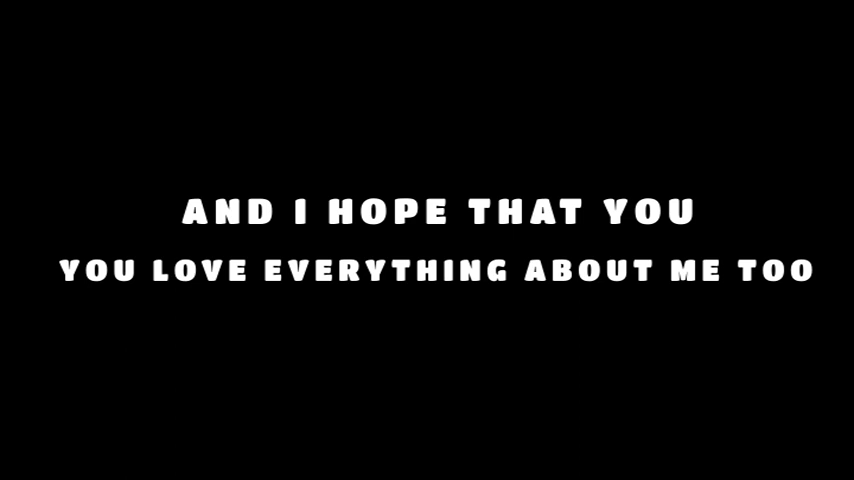 AND I HOPE THAT YOU
YOU LOVE EVERYTHING ABOUT ME TOO